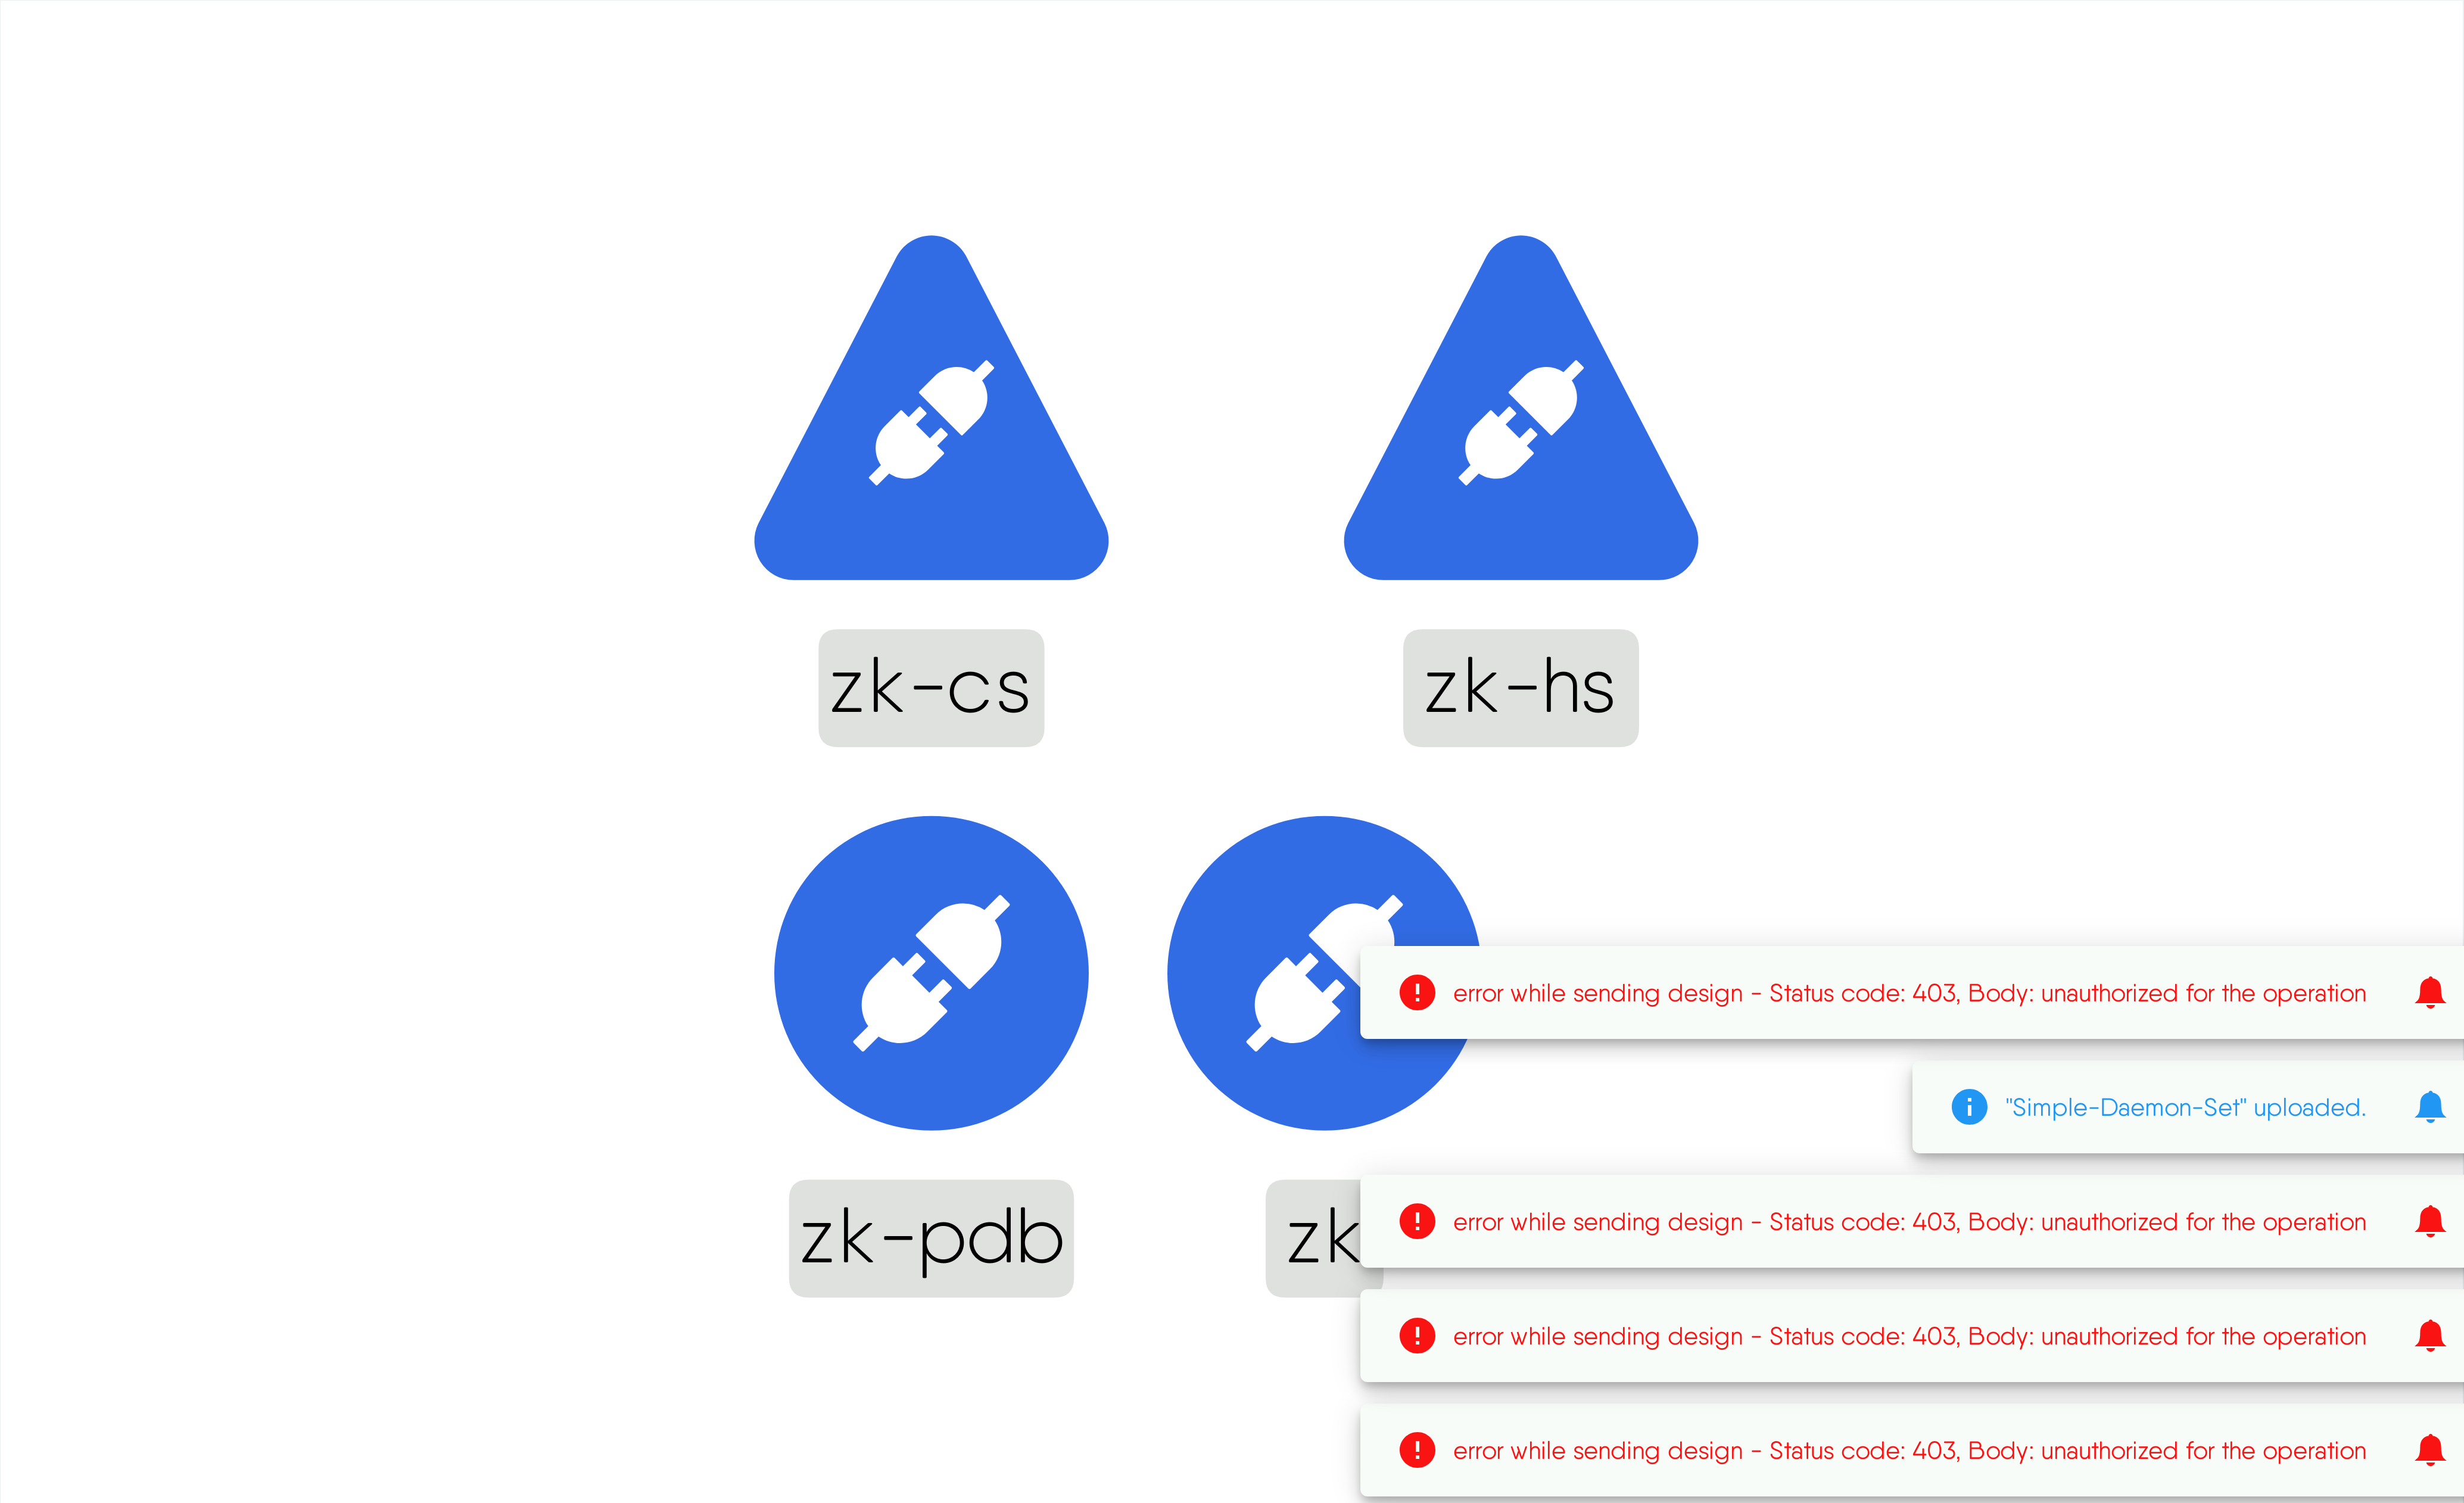 zk-cs
zk-hs
zk-pdb
zk
error while sending design - Status code: 403, Body: unauthorized for the operation
"Simple-Daemon-Set" uploaded.
error while sending design - Status code: 403, Body: unauthorized for the operation
error while sending design - Status code: 403, Body: unauthorized for the operation
error while sending design - Status code: 403, Body: unauthorized for the operation